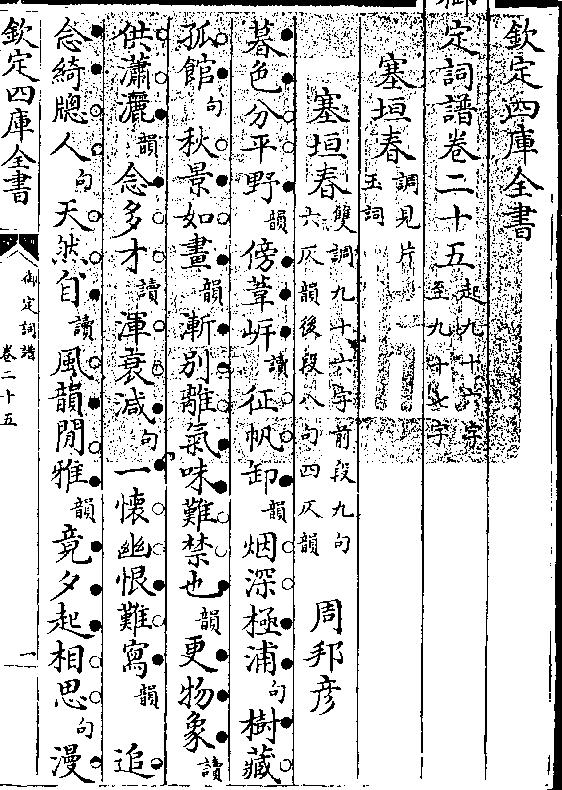 欽定四庫全書
御定詞譜卷二十五起九十六字至九十七字
塞垣春調見片玉詞
塞垣春雙調九十六字前段九句六仄韻後段八句四仄韻 周邦彥
暮色分平野韻傍葦岸讀征帆卸韻烟深極浦句樹藏
孤館句秋景如畫韻漸別離氣味難禁也韻更物象讀
供瀟灑韻念多才讀渾衰減句一懷幽恨難寫韻 追
念綺牕人句天然自讀風韻閒雅韻竟夕起相思句漫
欽定四庫全書
御定詞譜
卷二十五
一